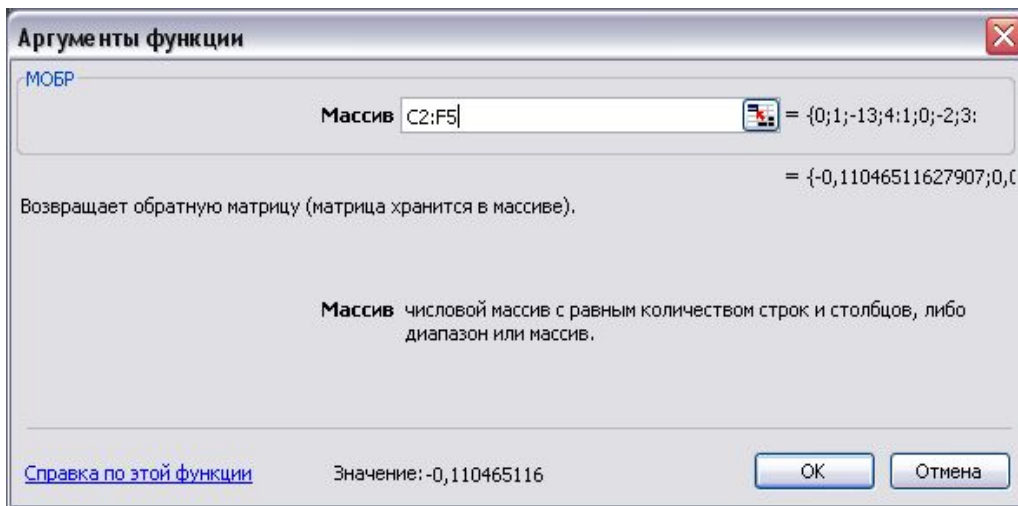 Аргументы функции
МОБР
Массив C2:F5 = {0;1;-13;4:1;0;-2;3:
= {-0,11046511627907;0,0
Возвращает обратную матрицу (матрица хранится в массиве).
Массив числовой массив с равным количеством строк и столбцов, либо
диапазон или массив.
Справка по этой функции Значение:-0,110465116 OK Отмена